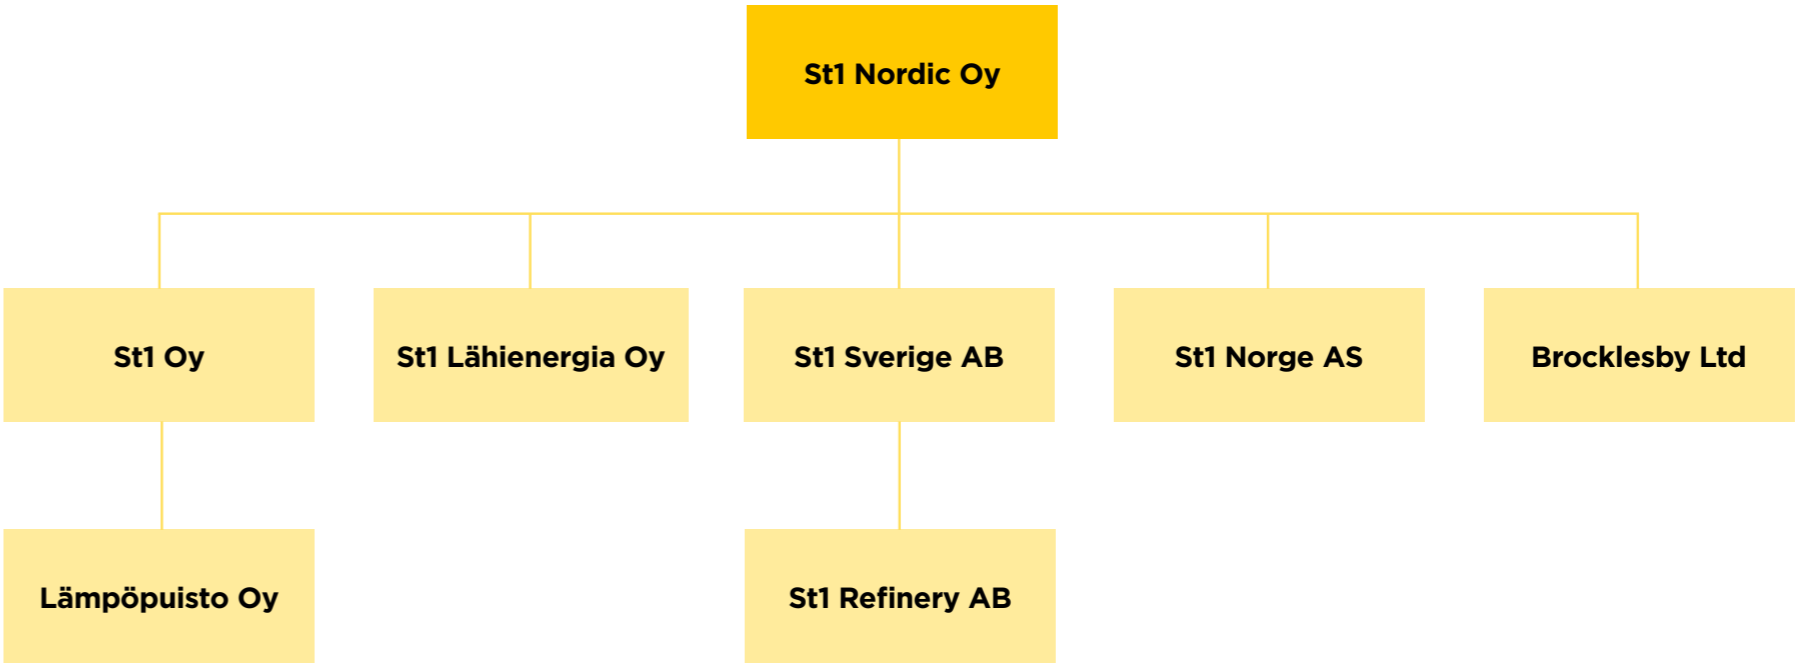 St1 Nordic Oy
St1 Oy
St1 Lähienergia Oy
St1 Sverige AB
St1 Norge AS
Brocklesby Ltd
Lämpöpuisto Oy
St1 Refinery AB